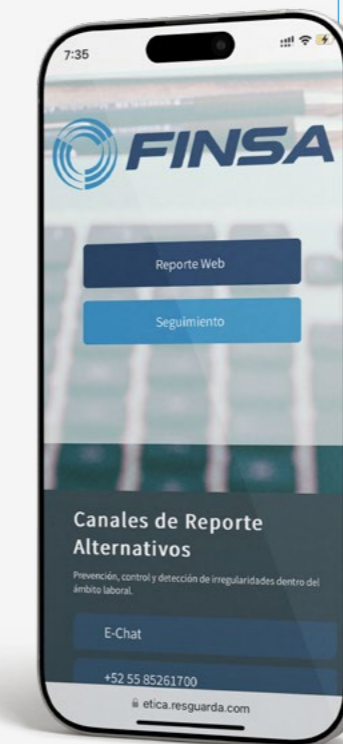 7:35
FINSA
Reporte Web
Seguimiento
Canales de Reporte
Alternativos
Prevención, control y detección de irregularidades dentro del
ámbito laboral.
E-Chat
+52 55 85261700
etica.resguarda.com